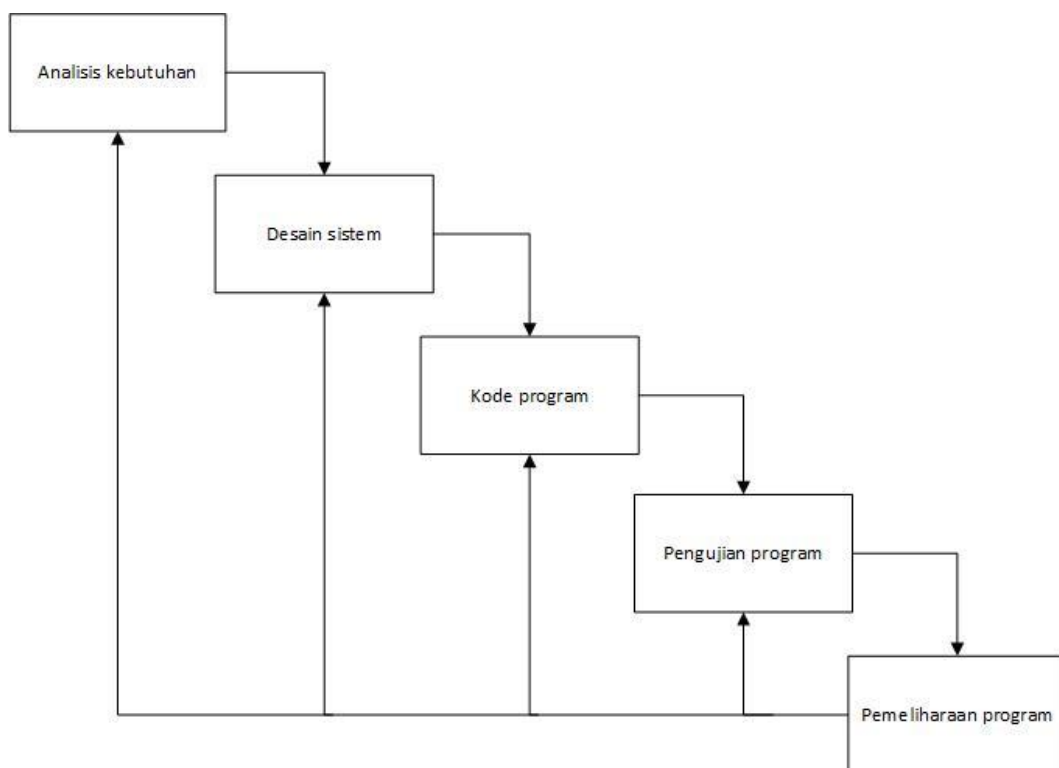 Analisis kebutuhan
Desain sistem
Kode program
Pengujian program
Pemeliharaan program